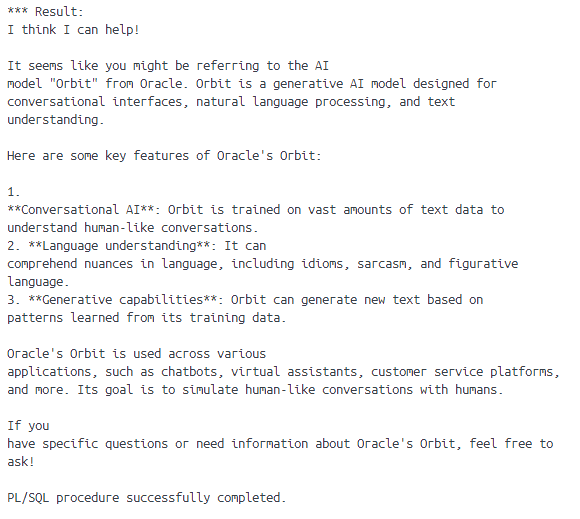 *** Result:
I think I can help!
It seems like you might be referring to the AI
model "Orbit" from Oracle. Orbit is a generative AI model designed for
conversational interfaces, natural language processing, and text
understanding.
Here are some key features of Oracle's Orbit:
1.
**Conversational AI**: Orbit is trained on vast amounts of text data to
understand human-like conversations.
2. **Language understanding**: It can
comprehend nuances in language, including idioms, sarcasm, and figurative
language.
3. **Generative capabilities**: Orbit can generate new text based on
patterns learned from its training data.
Oracle's Orbit is used across various
applications, such as chatbots, virtual assistants, customer service platforms,
and more. Its goal is to simulate human-like conversations with humans.
If you
have specific questions or need information about Oracle's Orbit, feel free to
ask!
PL/SQL procedure successfully completed.